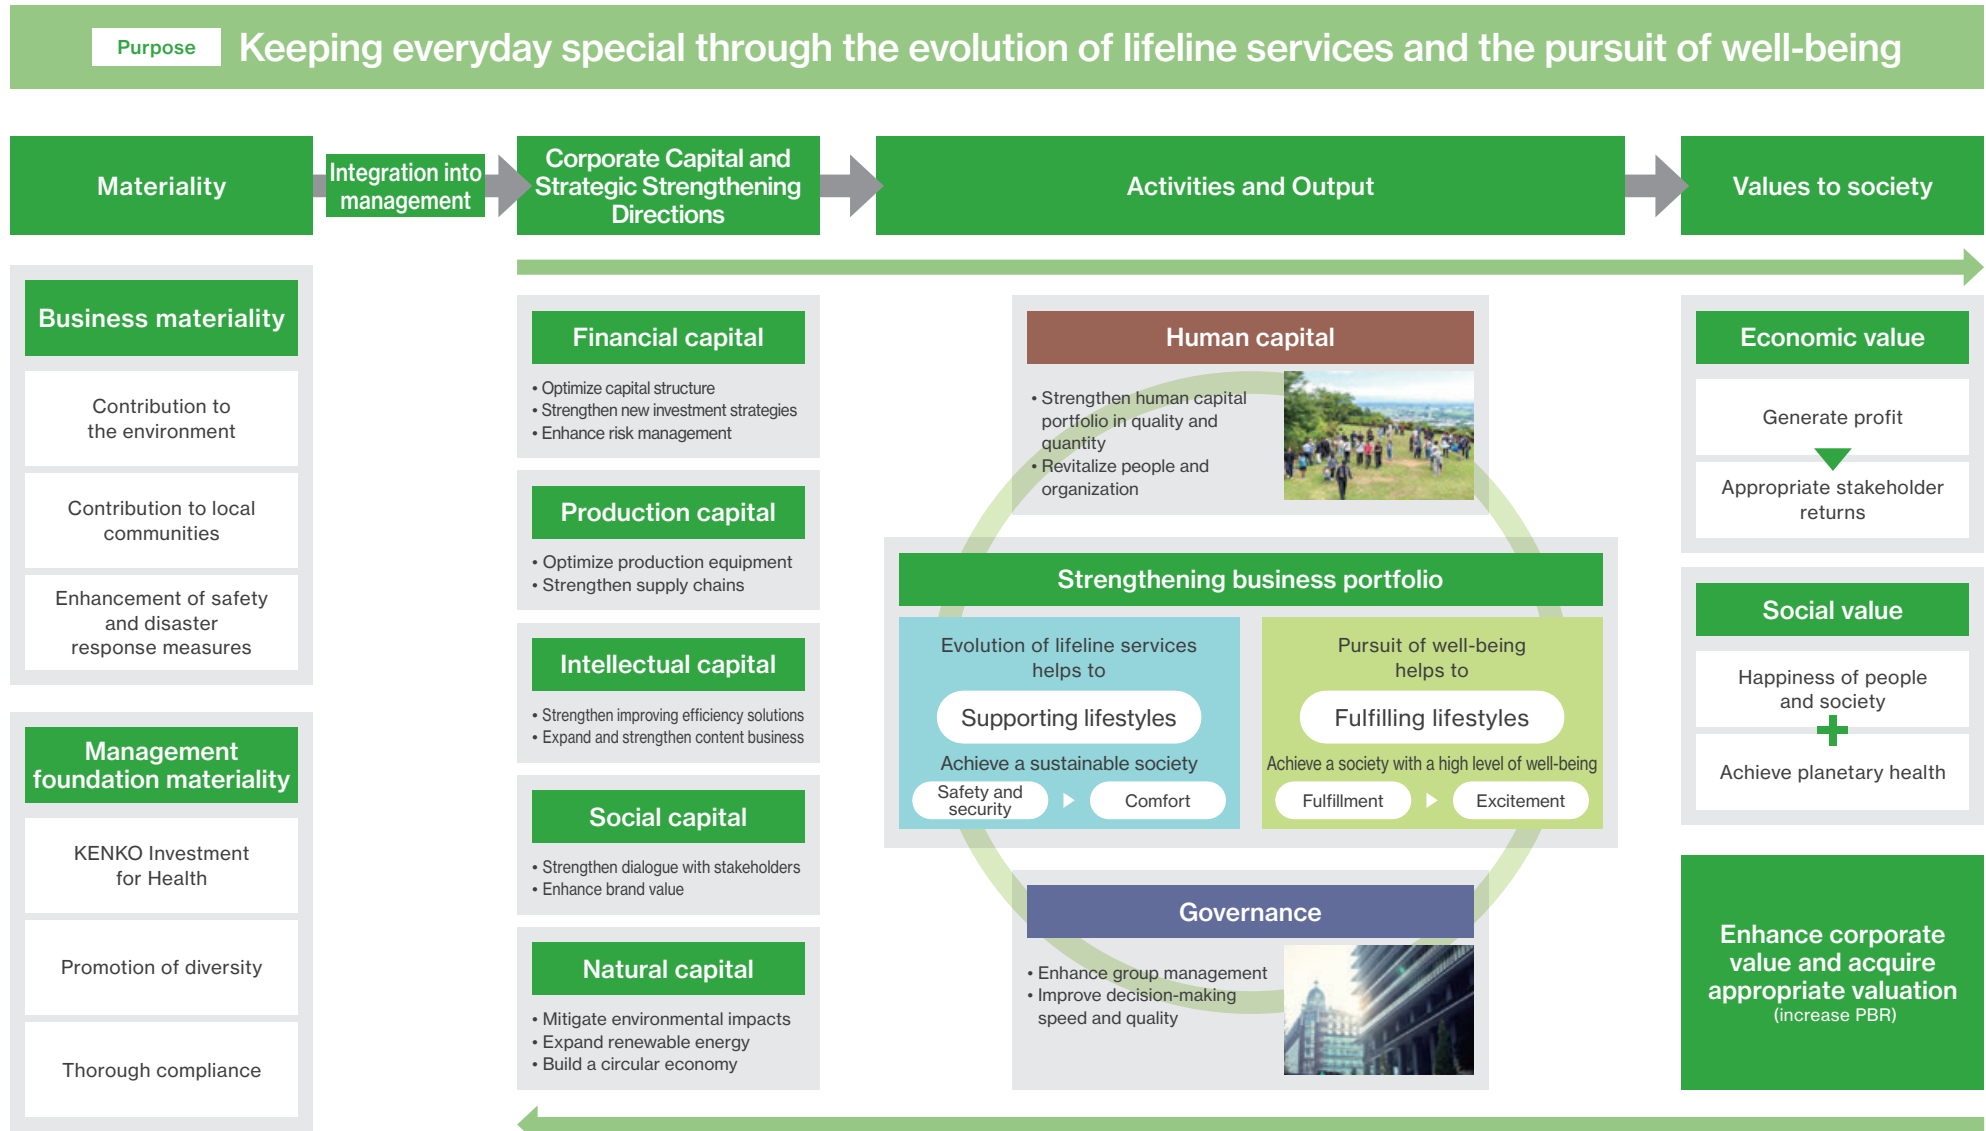 Purpose
Keeping everyday special through the evolution of lifeline services and the pursuit of well-being
Materiality
Integration into
management
Corporate Capital and
Strategic Strengthening
Directions
Activities and Output
Values to society
Business materiality
Contribution to
the environment
Contribution to local
communities
Enhancement of safety
and disaster
response measures
Management
foundation materiality
KENKO Investment
for Health
Promotion of diversity
Thorough compliance
Financial capital
• Optimize capital structure
• Strengthen new investment strategies
• Enhance risk management
Production capital
• Optimize production equipment
• Strengthen supply chains
Intellectual capital
• Strengthen improving efficiency solutions
• Expand and strengthen content business
Social capital
• Strengthen dialogue with stakeholders
• Enhance brand value
Natural capital
• Mitigate environmental impacts
• Expand renewable energy
• Build a circular economy
Human capital
• Strengthen human capital
portfolio in quality and
quantity
• Revitalize people and
organization
Strengthening business portfolio
Evolution of lifeline services
helps to
Supporting lifestyles
Achieve a sustainable society
Safety and
security
Comfort
Pursuit of well-being
helps to
Fulfilling lifestyles
Achieve a society with a high level of well-being
Fulfillment
Excitement
Governance
• Enhance group management
• Improve decision-making
speed and quality
Economic value
Generate profit
Appropriate stakeholder
returns
Social value
Happiness of people
and society
Achieve planetary health
Enhance corporate
value and acquire
appropriate valuation
(increase PBR)